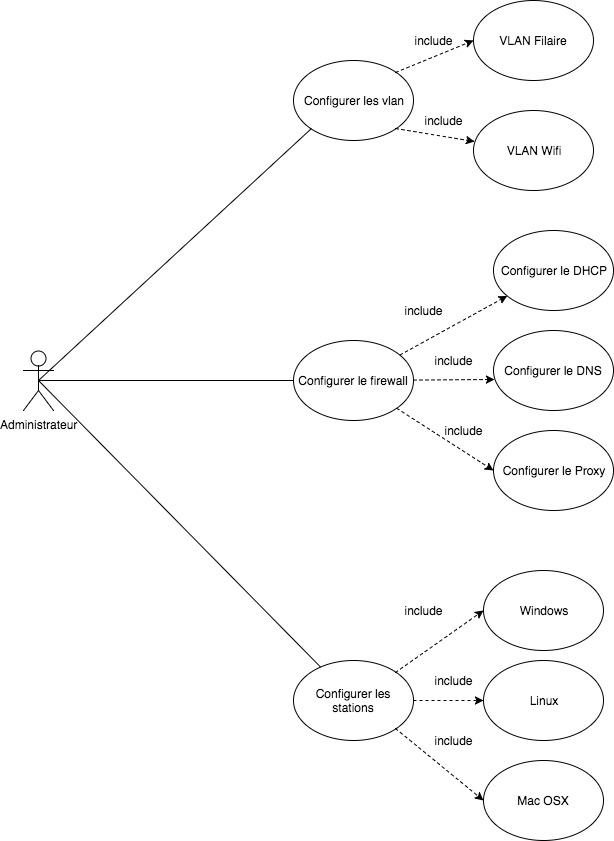 include
VLAN Filaire
Configurer les vlan
include
VLAN Wifi
Configurer le DHCP
include
include
Configurer le firewall
Configurer le DNS
Administrateur
include
Configurer le Proxy
include
Windows
include
Configurer les
stations
Linux
include
Mac OSX